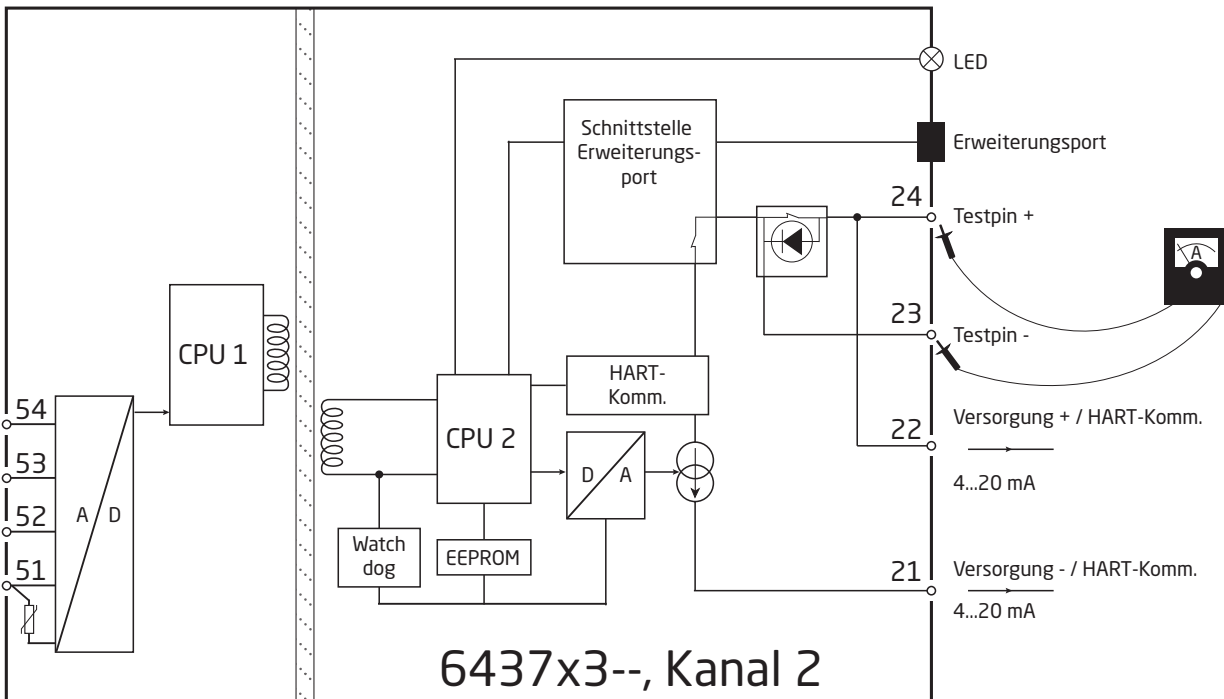 LED
Schnittstelle
Erweiterungs-
port
Erweiterungsport
24
Testpin +
A
CPU 1
23
Testpin -
HART-
Komm.
54
53
52
51
A
D
CPU 2
D
A
22
Versorgung + / HART-Komm.
4...20 mA
Watch
dog
EEPROM
21
Versorgung - / HART-Komm.
4...20 mA
6437x3--, Kanal 2